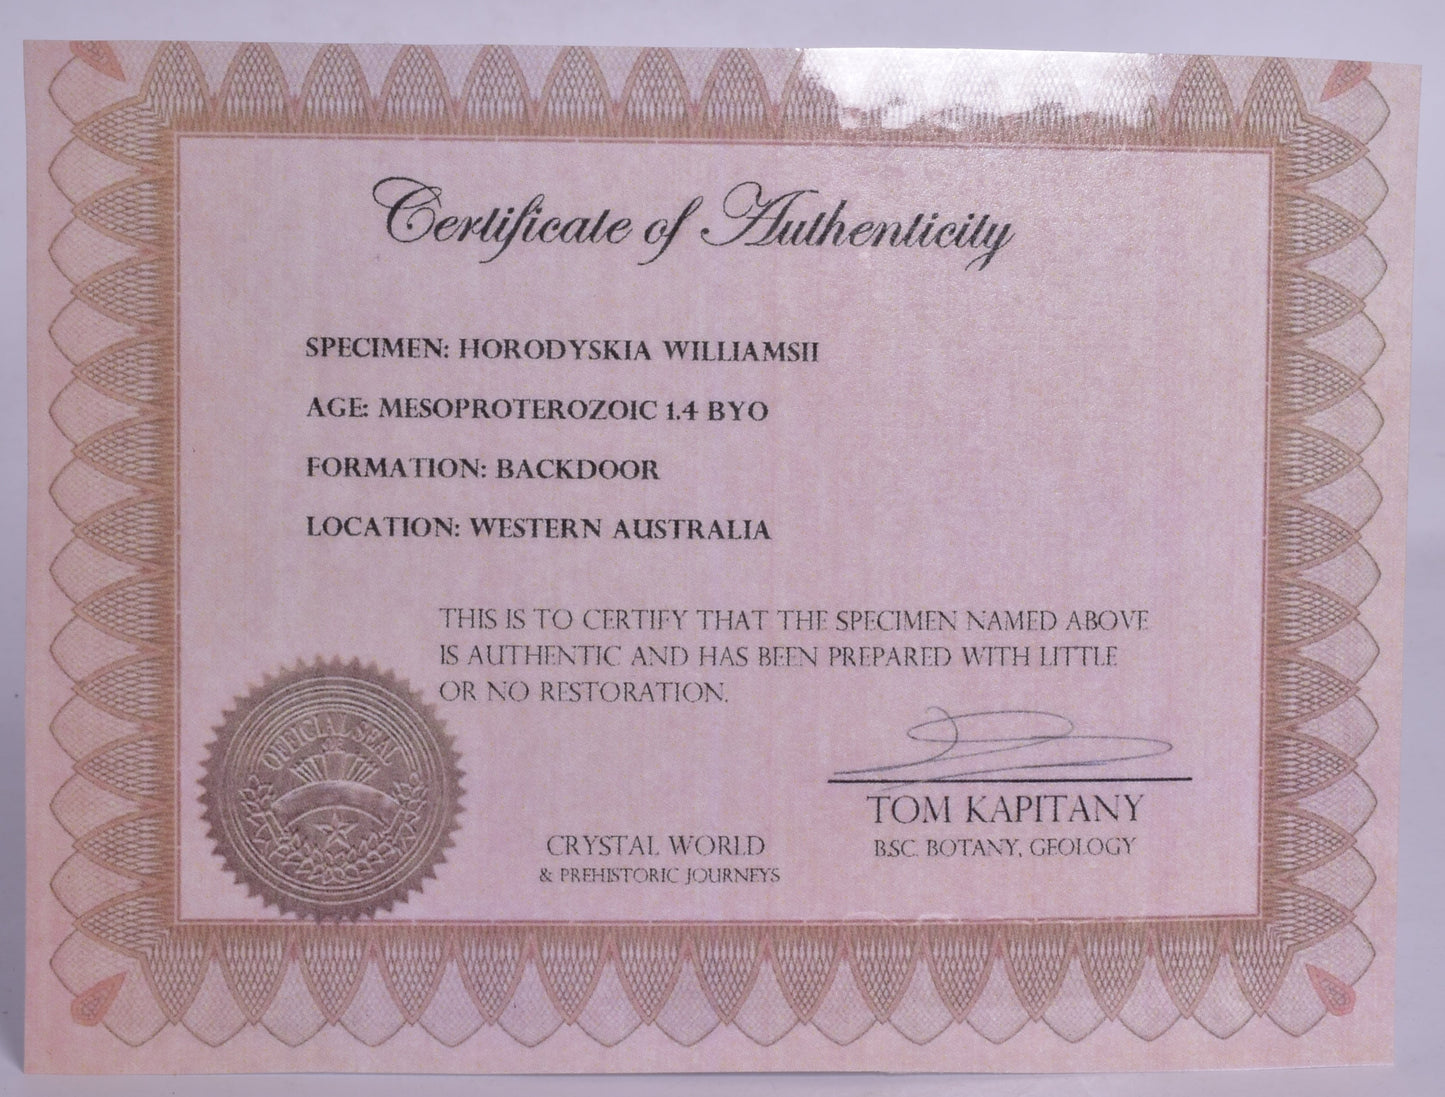 Certificate of Authenticity
SPECIMEN: HORODYSKIA WILLIAMSII
AGE: MESOPROTEROZOIC 1.4 BYO
FORMATION: BACKDOOR
LOCATION: WESTERN AUSTRALIA
THIS IS TO CERTIFY THAT THE SPECIMEN NAMED ABOVE
IS AUTHENTIC AND HAS BEEN PREPARED WITH LITTLE
OR NO RESTORATION.
OFFICIAL SEAL
TOM KAPITANY
B.SC. BOTANY, GEOLOGY
CRYSTAL WORLD
& PREHISTORIC JOURNEYS